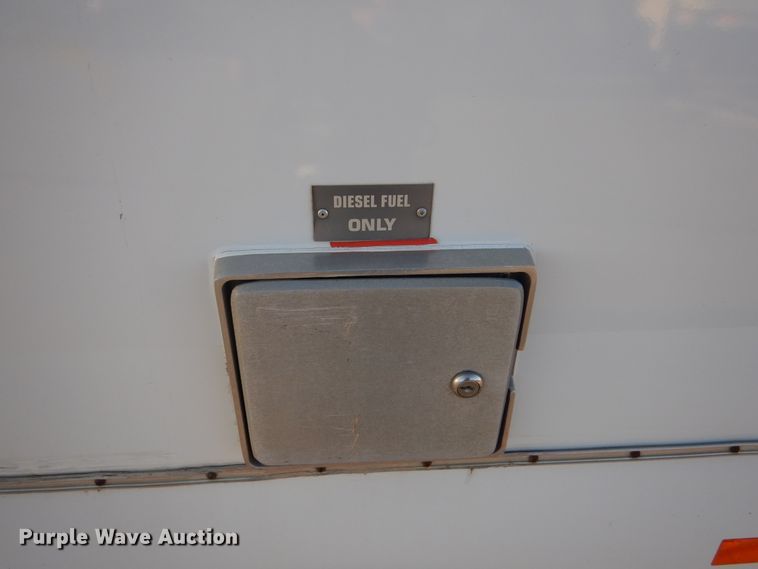 DIESEL FUEL
ONLY
Purple Wave Auction